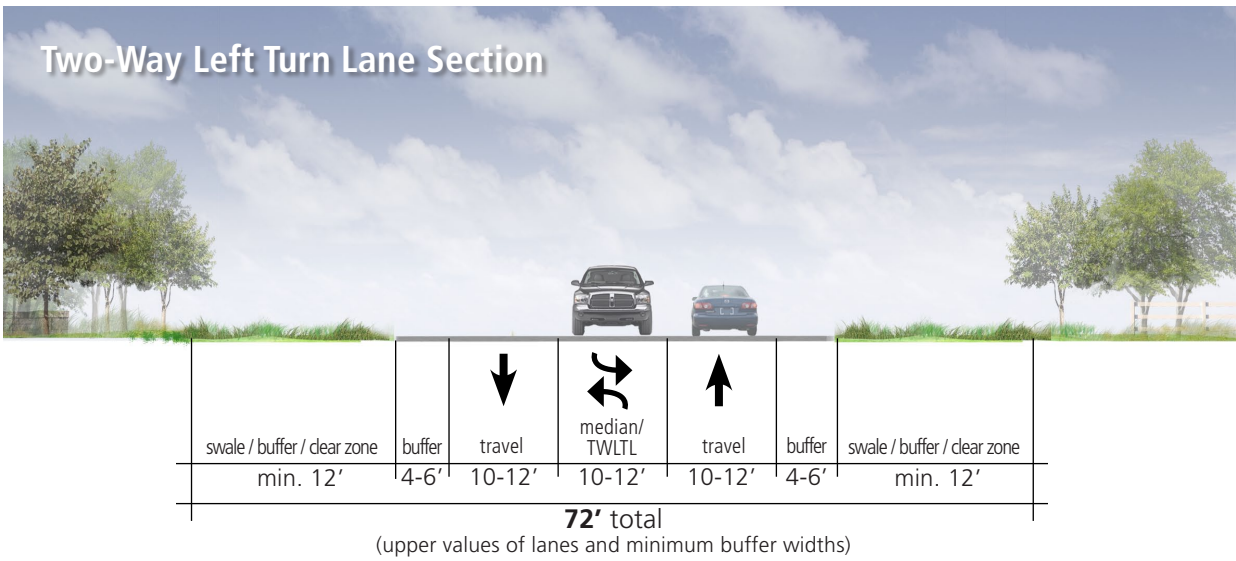 Two-Way Left Turn Lane Section
swale / buffer / clear zone
buffer
travel
median/
TWLTL
travel
buffer
swale / buffer / clear zone
min. 12’
4-6’
10-12’
10-12’
10-12’
4-6’
min. 12’
72’ total
(upper values of lanes and minimum buffer widths)